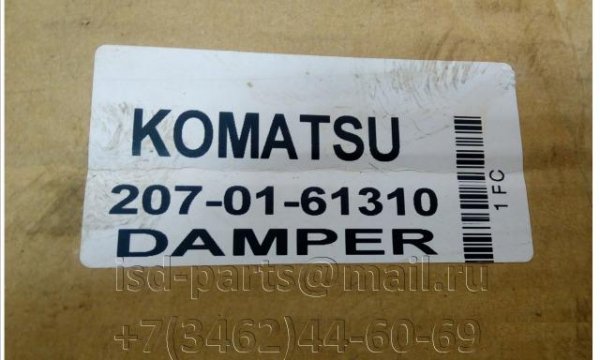 KOMATSU
207-01-61310
DAMPER
1 FC
isd-parts@mail.ru
+7(3462)44-60-69